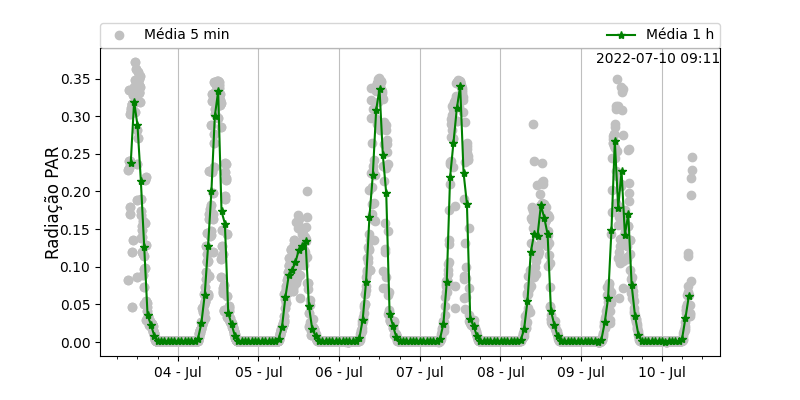 Média 5 min
Média 1 h
2022-07-10 09:11
Radiação PAR
0.35
0.30
0.25
0.20
0.15
0.10
0.05
0.00
04 - Jul
05 - Jul
06 - Jul
07 - Jul
08 - Jul
09 - Jul
10 - Jul